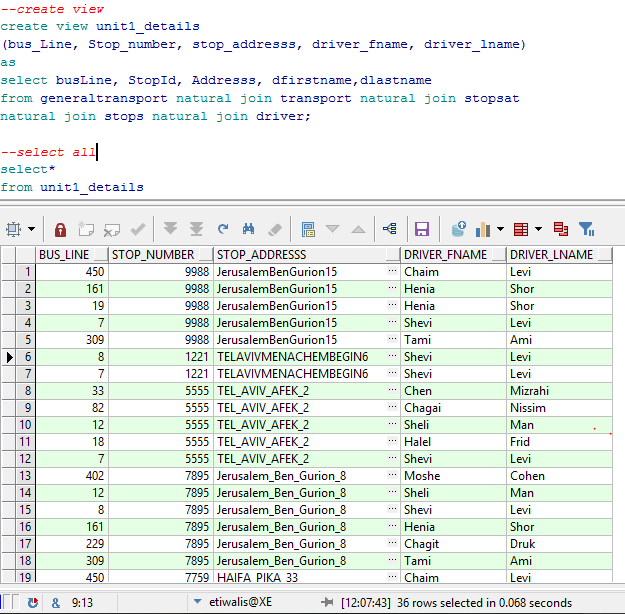 --create view
create view unit1_details
(bus_Line, Stop_number, stop_addresss, driver_fname, driver_lname)
as
select busLine, StopId, Addresss, dfirstname,dlastname
from generaltransport natural join transport natural join stopsat
natural join stops natural join driver;
--select all
select*
from unit1_details
BUS_LINE STOP_NUMBER STOP_ADDRESSS DRIVER_FNAME DRIVER_LNAME
1 450 9988 JerusalemBenGurion15 ... Chaim Levi
2 161 9988 JerusalemBenGurion15 ... Henia Shor
3 19 9988 JerusalemBenGurion15 ... Henia Shor
4 7 9988 JerusalemBenGurion15 ... Shevi Levi
5 309 9988 JerusalemBenGurion15 ... Tami Ami
6 8 1221 TELAVIVMENACHEMBEGIN6 ... Shevi Levi
7 7 1221 TELAVIVMENACHEMBEGIN6 ... Shevi Levi
8 33 5555 TEL_AVIV_AFEK_2 ... Chen Mizrahi
9 82 5555 TEL_AVIV_AFEK_2 ... Chagai Nissim
10 12 5555 TEL_AVIV_AFEK_2 ... Sheli Man
11 18 5555 TEL_AVIV_AFEK_2 ... Halel Frid
12 7 5555 TEL_AVIV_AFEK_2 ... Shevi Levi
13 402 7895 Jerusalem_Ben_Gurion_8 ... Moshe Cohen
14 12 7895 Jerusalem_Ben_Gurion_8 ... Sheli Man
15 8 7895 Jerusalem_Ben_Gurion_8 ... Shevi Levi
16 161 7895 Jerusalem_Ben_Gurion_8 ... Henia Shor
17 229 7895 Jerusalem_Ben_Gurion_8 ... Chagit Druk
18 309 7895 Jerusalem_Ben_Gurion_8 ... Tami Ami
19 450 7759 HAIFA_PIKA_33 ... Chaim Levi
& 9:13 etiwalis@XE [12:07:43] 36 rows selected in 0.068 seconds